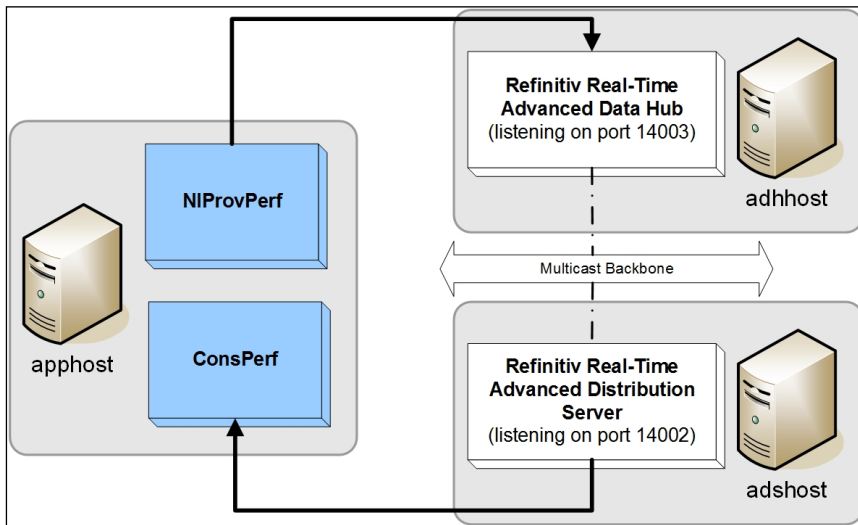 Refinitiv Real-Time
Advanced Data Hub
(listening on port 14003)
adhhost
NIProvPerf
Multicast Backbone
ConsPerf
apphost
Refinitiv Real-Time
Advanced Distribution
Server
(listening on port 14002)
adshost